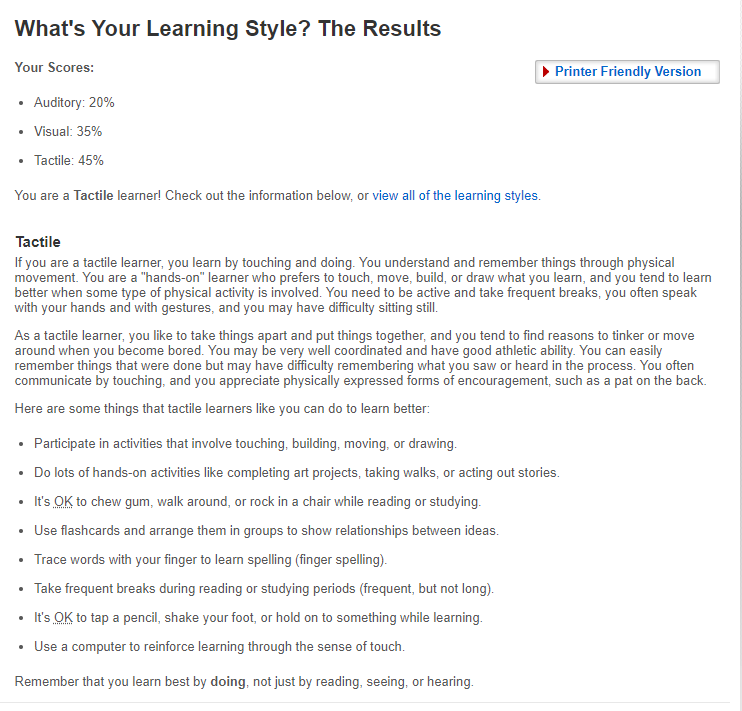 What's Your Learning Style? The Results
Your Scores:
Printer Friendly Version
• Auditory: 20%
• Visual: 35%
• Tactile: 45%
You are a Tactile learner! Check out the information below, or view all of the learning styles.
Tactile
If you are a tactile learner, you learn by touching and doing. You understand and remember things through physical
movement. You are a "hands-on" learner who prefers to touch, move, build, or draw what you learn, and you tend to learn
better when some type of physical activity is involved. You need to be active and take frequent breaks, you often speak
with your hands and with gestures, and you may have difficulty sitting still.
As a tactile learner, you like to take things apart and put things together, and you tend to find reasons to tinker or move
around when you become bored. You may be very well coordinated and have good athletic ability. You can easily
remember things that were done but may have difficulty remembering what you saw or heard in the process. You often
communicate by touching, and you appreciate physically expressed forms of encouragement, such as a pat on the back.
Here are some things that tactile learners like you can do to learn better:
• Participate in activities that involve touching, building, moving, or drawing.
• Do lots of hands-on activities like completing art projects, taking walks, or acting out stories.
• It's OK to chew gum, walk around, or rock in a chair while reading or studying.
• Use flashcards and arrange them in groups to show relationships between ideas.
• Trace words with your finger to learn spelling (finger spelling).
• Take frequent breaks during reading or studying periods (frequent, but not long).
• It's OK to tap a pencil, shake your foot, or hold on to something while learning.
• Use a computer to reinforce learning through the sense of touch.
Remember that you learn best by doing, not just by reading, seeing, or hearing.